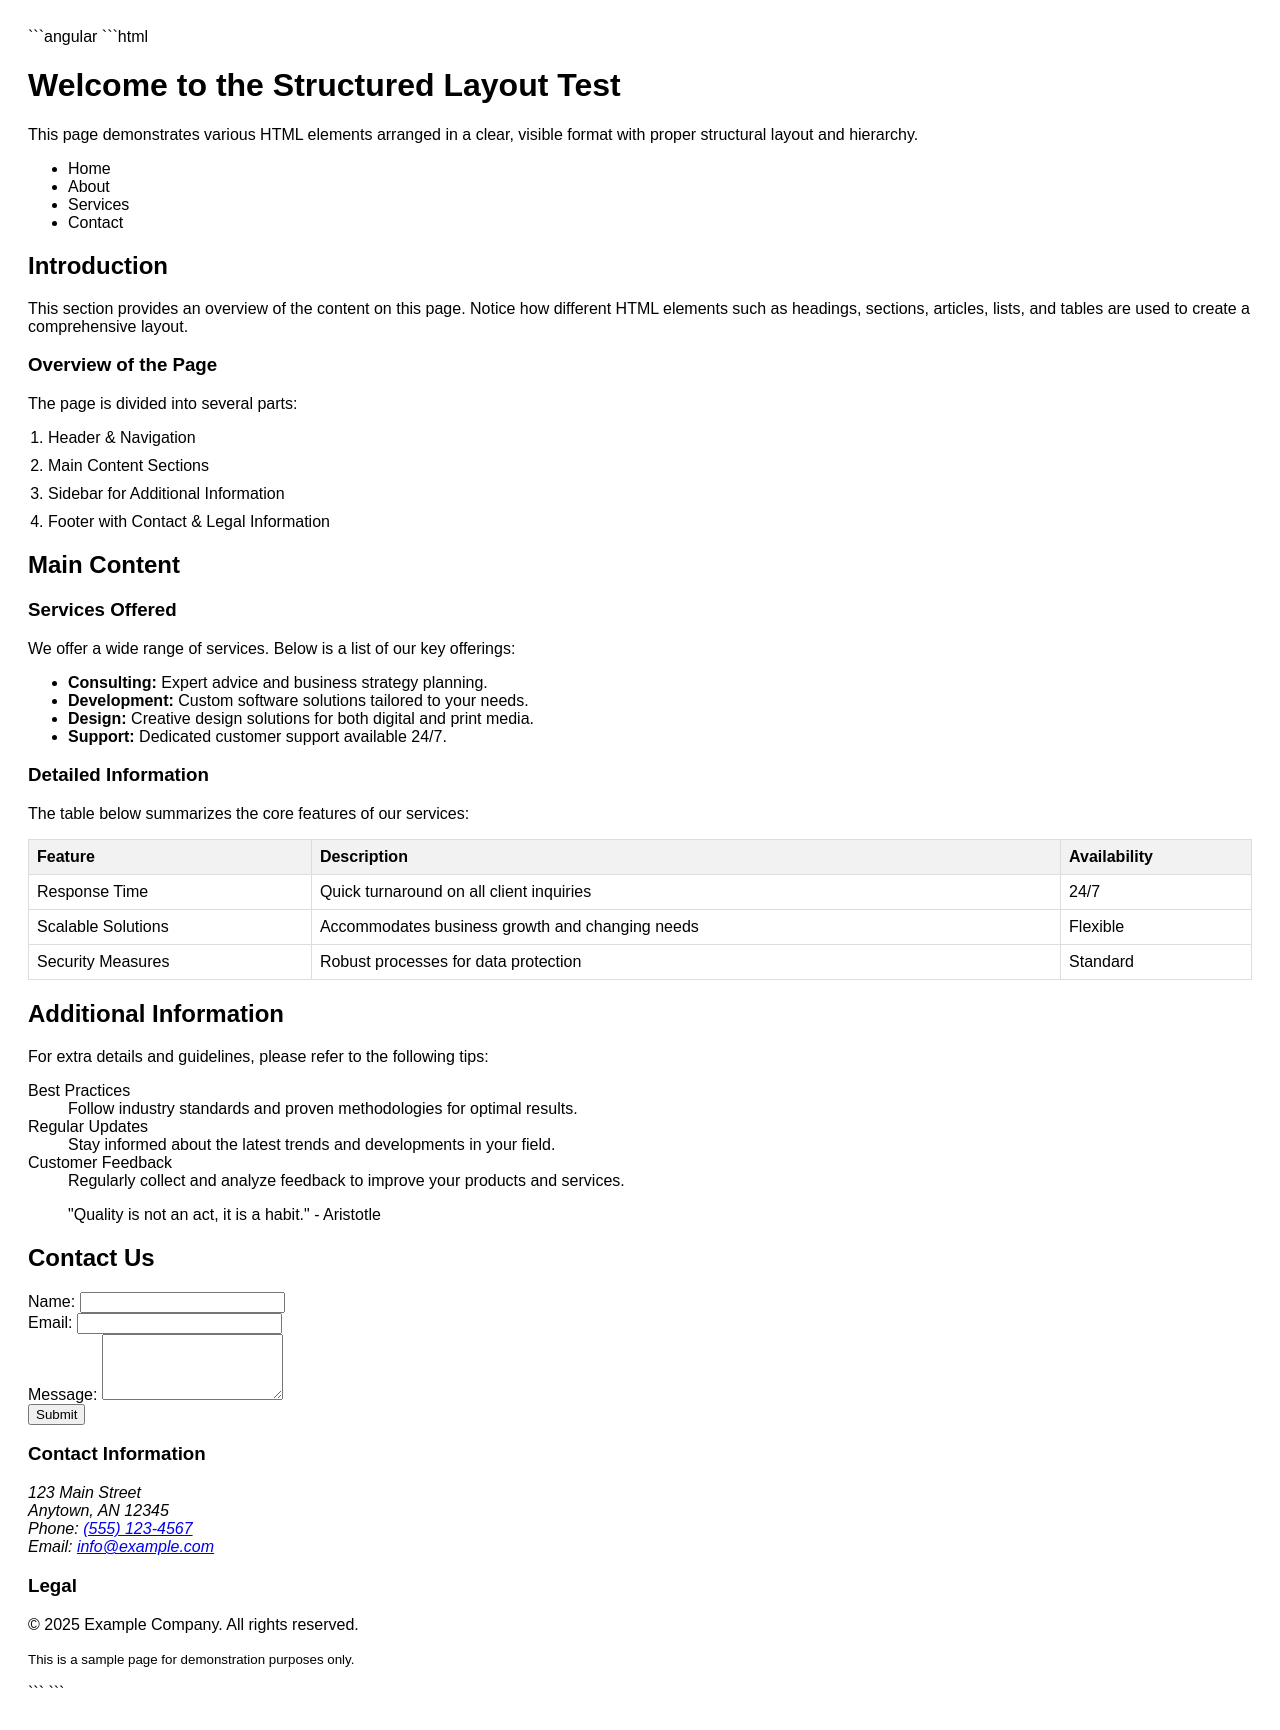 ```angular ```html
Welcome to the Structured Layout Test
This page demonstrates various HTML elements arranged in a clear, visible format with proper structural layout and hierarchy.
• Home
• About
• Services
• Contact
Introduction
This section provides an overview of the content on this page. Notice how different HTML elements such as headings, sections, articles, lists, and tables are used to create a
comprehensive layout.
Overview of the Page
The page is divided into several parts:
1. Header & Navigation
2. Main Content Sections
3. Sidebar for Additional Information
4. Footer with Contact & Legal Information
Main Content
Services Offered
We offer a wide range of services. Below is a list of our key offerings:
• Consulting: Expert advice and business strategy planning.
• Development: Custom software solutions tailored to your needs.
• Design: Creative design solutions for both digital and print media.
• Support: Dedicated customer support available 24/7.
Detailed Information
The table below summarizes the core features of our services:
Feature Description Availability
Response Time Quick turnaround on all client inquiries 24/7
Scalable Solutions Accommodates business growth and changing needs Flexible
Security Measures Robust processes for data protection Standard
Additional Information
For extra details and guidelines, please refer to the following tips:
Best Practices
Follow industry standards and proven methodologies for optimal results.
Regular Updates
Stay informed about the latest trends and developments in your field.
Customer Feedback
Regularly collect and analyze feedback to improve your products and services.
"Quality is not an act, it is a habit." - Aristotle
Contact Us
Name:
Email:
Message:
Submit
Contact Information
123 Main Street
Anytown, AN 12345
Phone: (555) 123-4567
Email: info@example.com
Legal
© 2025 Example Company. All rights reserved.
This is a sample page for demonstration purposes only.
``` ```